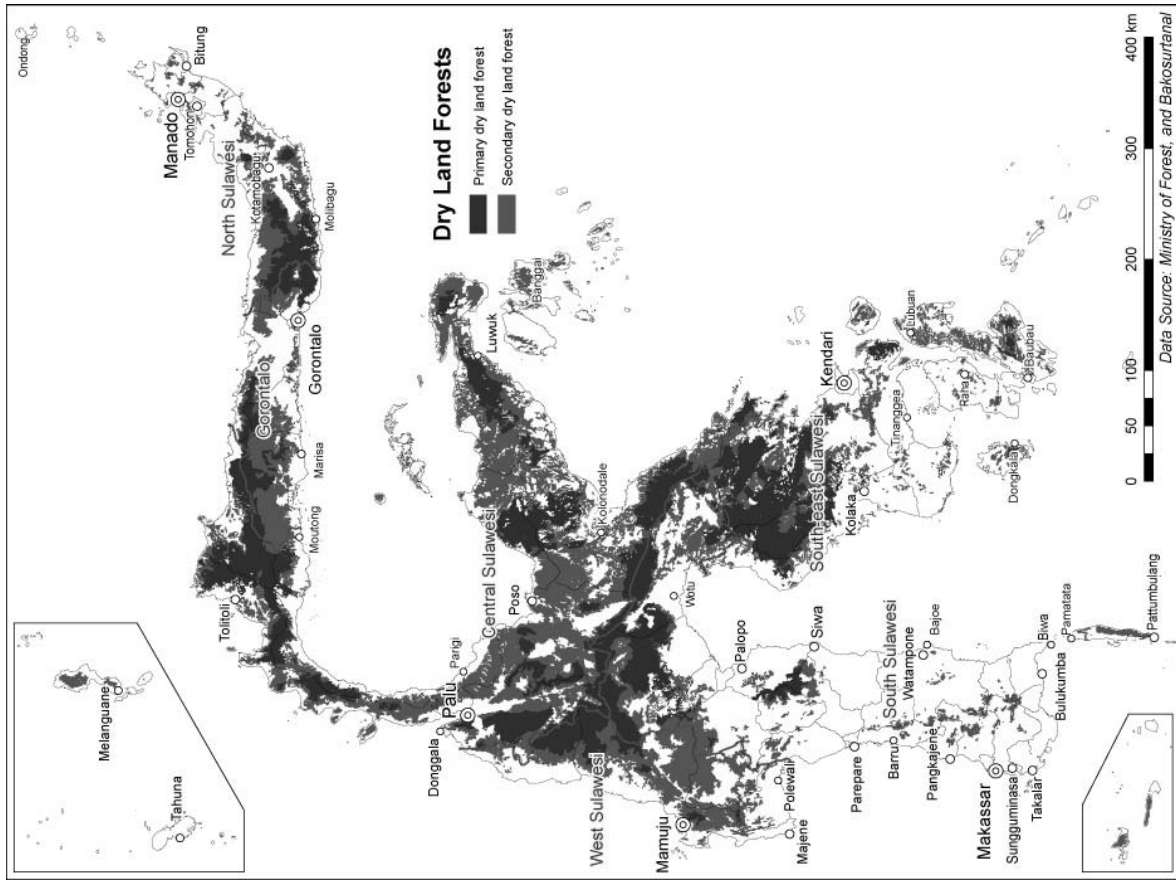 Ondong
Melanguane
Tahuna
Bitung
Manado
Tomohon
North Sulawesi
Kotamobagu
Molibagu
Tolitoli
Gorontalo
Gorontalo
Marisa
Moutong
Dry Land Forests
Primary dry land forest
Secondary dry land forest
Donggala
Palu
Parigi
Central Sulawesi
Poso
Luwuk
Banggai
Kolonodale
West Sulawesi
Mamuju
Wotu
Palopo
Majene
Polewali
Siwa
South-east Sulawesi
Kendari
Kolaka
Parepare
Barru
South Sulawesi
Watampone
Bajoe
Tinanggea
Lubuan
Pangkajene
Raha
Makassar
Sungguminasa
Takalar
Dongkalar
Baubau
Bulukumba
Biwa
Pamatata
Pattumbulang
0 50 100 200 300 400 km
Data Source: Ministry of Forest, and Bakosurtanal